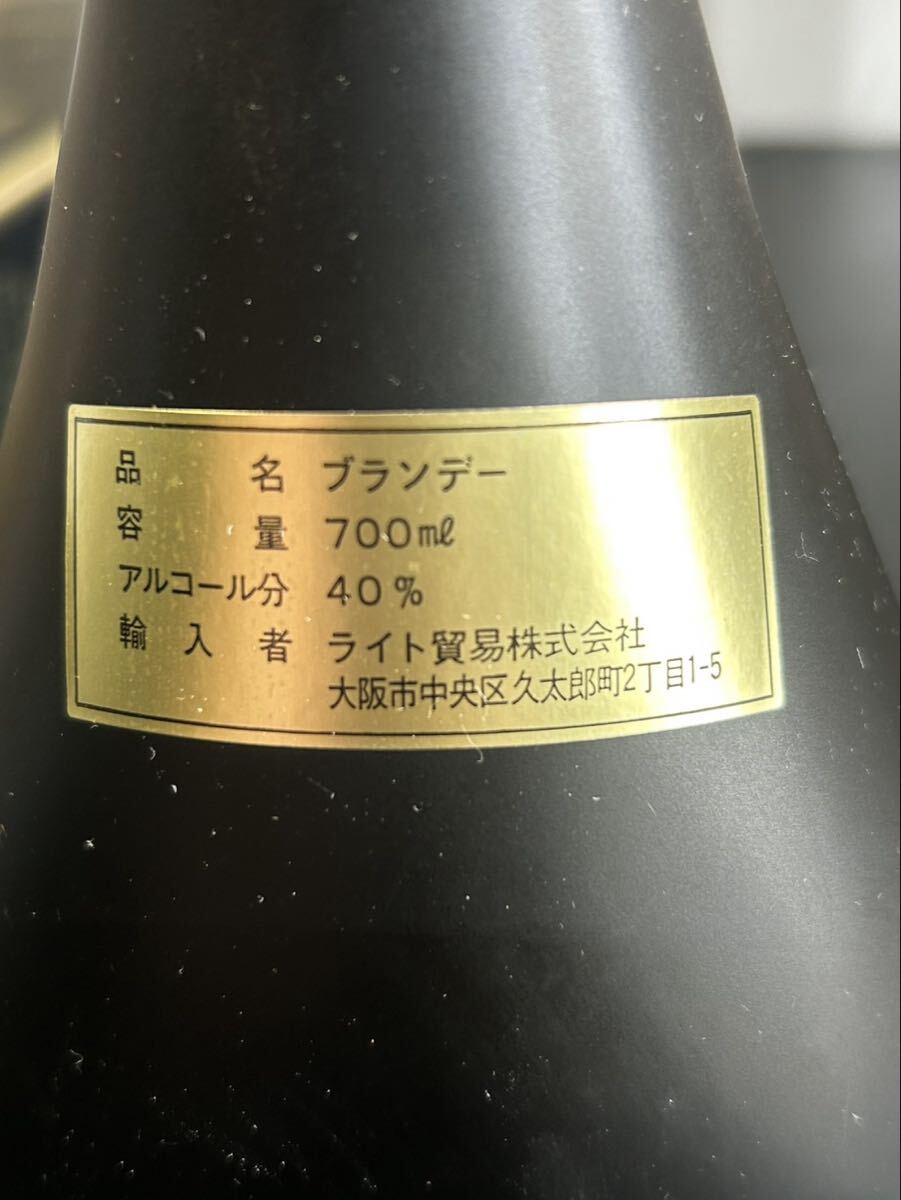 品名 ブランデー
容量 700mℓ
アルコール分 40%
輸入者 ライト貿易株式会社
大阪市中央区久太郎町2丁目1-5